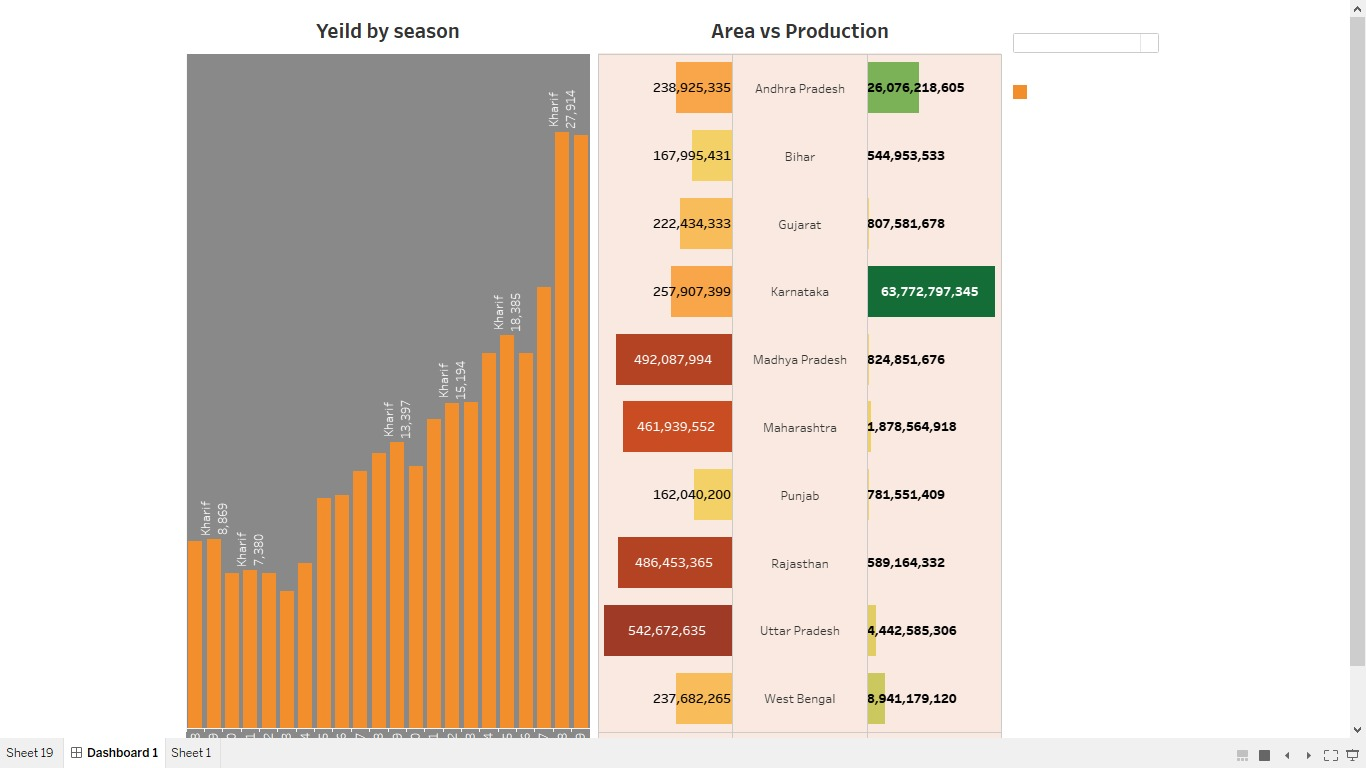 Yeild by season
Area vs Production
Kharif
8,869
Kharif
7,380
Kharif
13,397
Kharif
15,194
Kharif
18,385
Kharif
27,914
238,925,335 Andhra Pradesh 26,076,218,605
167,995,431 Bihar 544,953,533
222,434,333 Gujarat 807,581,678
257,907,399 Karnataka 63,772,797,345
492,087,994 Madhya Pradesh 824,851,676
461,939,552 Maharashtra 1,878,564,918
162,040,200 Punjab 781,551,409
486,453,365 Rajasthan 589,164,332
542,672,635 Uttar Pradesh 4,442,585,306
237,682,265 West Bengal 8,941,179,120
Sheet 19 Dashboard 1 Sheet 1